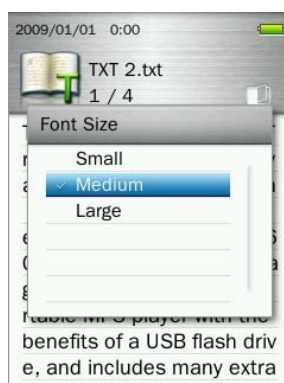 2009/01/01 0:00
TXT 2.txt
1 / 4
Font Size
Small
Medium
Large
benefits of a USB flash driv
e, and includes many extra